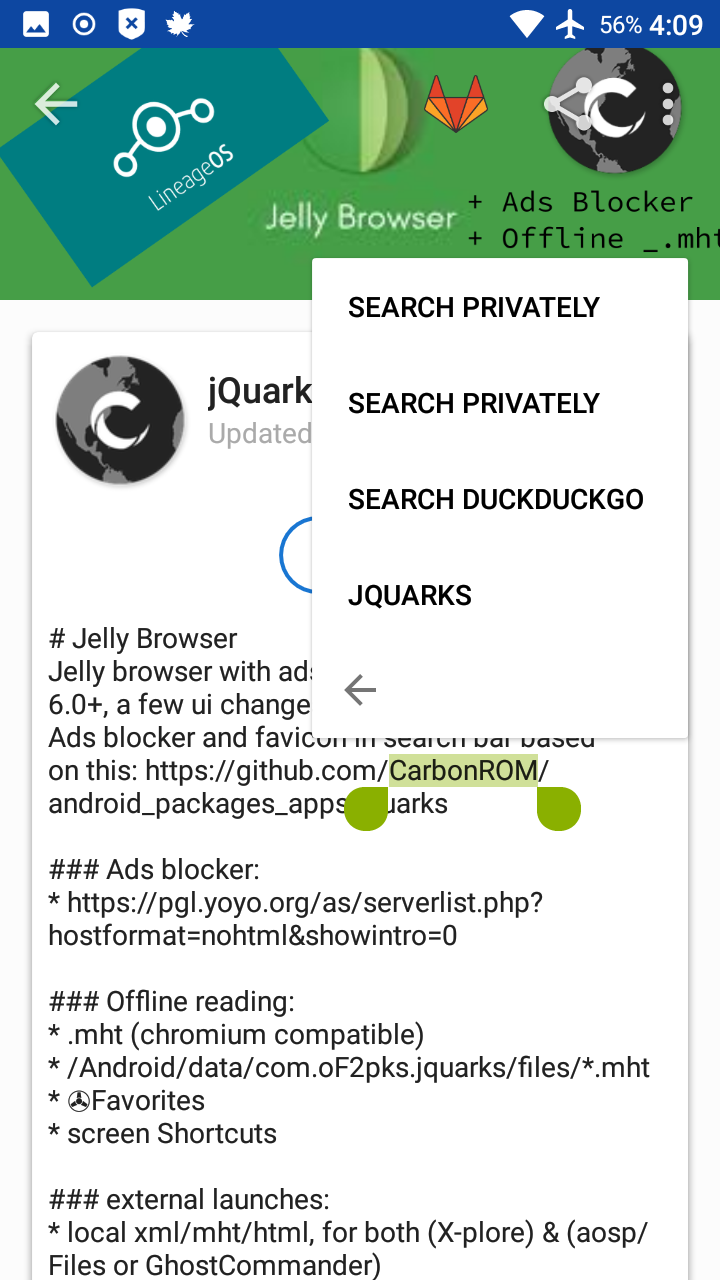 56% 4:09
LineageOS
Jelly Browser
+ Ads Blocker
+ Offline _.mht
SEARCH PRIVATELY
SEARCH PRIVATELY
SEARCH DUCKDUCKGO
JQUARKS
jQuark
Updated
# Jelly Browser
Jelly browser with ads
6.0+, a few ui change
Ads blocker and favicon in search bar based
on this: https://github.com/CarbonROM/
android_packages_apps uarks
### Ads blocker:
* https://pgl.yoyo.org/as/serverlist.php?
hostformat=nohtml&showintro=0
### Offline reading:
* .mht (chromium compatible)
* /Android/data/com.oF2pks.jquarks/files/*.mht
* ✇Favorites
* screen Shortcuts
### external launches:
* local xml/mht/html, for both (X-plore) & (aosp/
Files or GhostCommander)